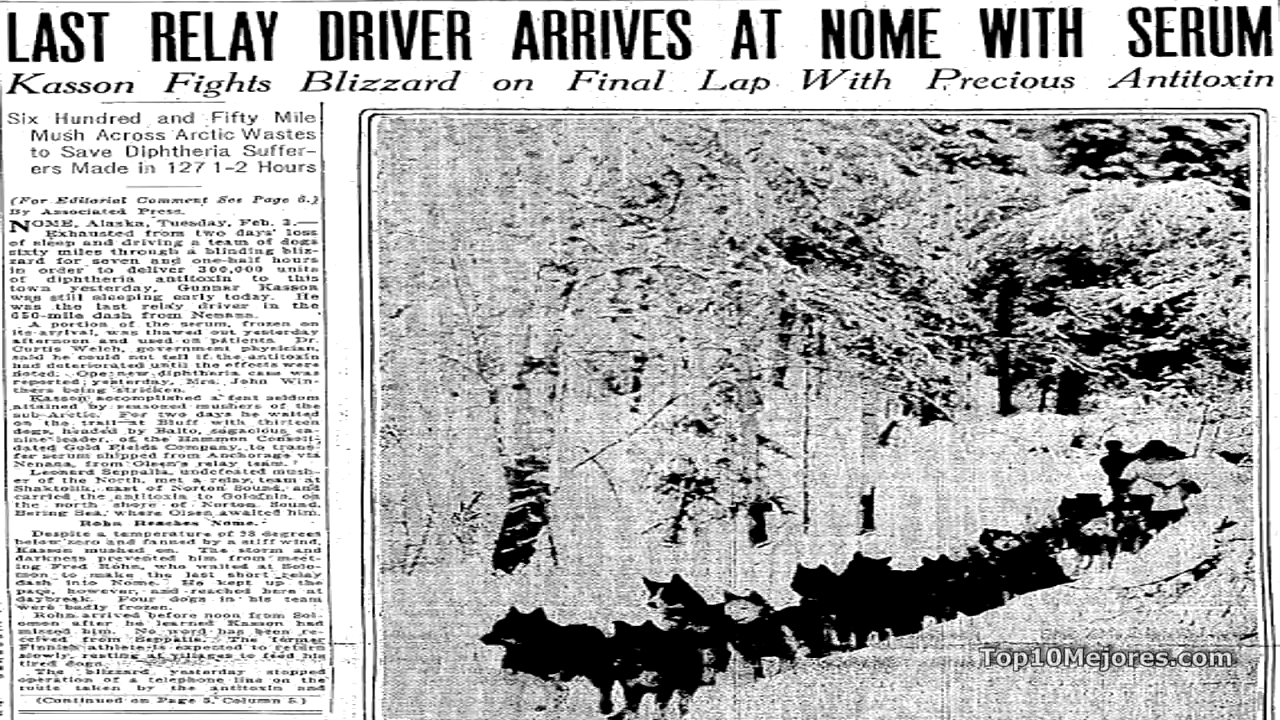 LAST RELAY DRIVER ARRIVES AT NOME WITH SERUM
Kasson Fights Blizzard on Final Lap With Precious Antitoxin
Six Hundred and Fifty Mile
Mush Across Arctic Wastes
to Save Diphtheria Suffer-
ers Made in 127 1-2 Hours
(For Editorial Comment See Page 6.)
By Associated Press.
NOME, Alaska, Tuesday, Feb. 3.—
Exhausted from two days' loss
of sleep and driving a team of dogs
sixty miles through a blinding bliz-
zard for seven and one-half hours
in order to deliver 300,000 units
of diphtheria antitoxin to this
town yesterday, Gunnar Kasson
was still sleeping early today. He
was the last relay driver in the
650-mile dash from Nenana.
A portion of the serum, frozen on
its arrival, was thawed out yesterday
afternoon and used on patients. Dr.
Curtis Welch, government physician,
said he could not tell if the antitoxin
had deteriorated until the effects were
noted. One new diphtheria case was
reported yesterday, Mrs. John Win-
thers being stricken.
Kasson accomplished a feat seldom
attained by seasoned mushers of the
sub-Arctic. For two days he waited
on the trail at Bluff with thirteen
dogs, headed by Balto, sagacious ca-
nine leader, of the Hammon Consoli-
dated Gold Fields Company, to trans-
fer serum shipped from Anchorage via
Nenana, from Olsen's relay team.
Leonard Seppalla, undefeated mush-
er of the North, met a relay team at
Shaktolik, east of Norton Sound, and
carried the antitoxin to Golofnin, on
the north shore of Norton Sound,
Bering Sea, where Olsen awaited him.
Rohn Reaches Nome.
Despite a temperature of 28 degrees
below zero and fanned by a stiff wind,
Kasson mushed on. The storm and
darkness prevented him from meet-
ing Fred Rohn, who waited at Solo-
mon to make the last short relay
dash into Nome. He kept up the
pace, however, and reached here at
daybreak. Four dogs in his team
were badly frozen.
Rohn arrived before noon from Sol-
omon after he learned Kasson had
missed him. No word has been re-
ceived from Seppalla. The former
Finnish athlete is expected to return
slowly, resting at villages to feed his
tired dogs.
The blizzard yesterday stopped
operation of a telephone line on the
route taken by the antitoxin and
(Continued on Page 5, Column 5.)
Top10Mejores.com